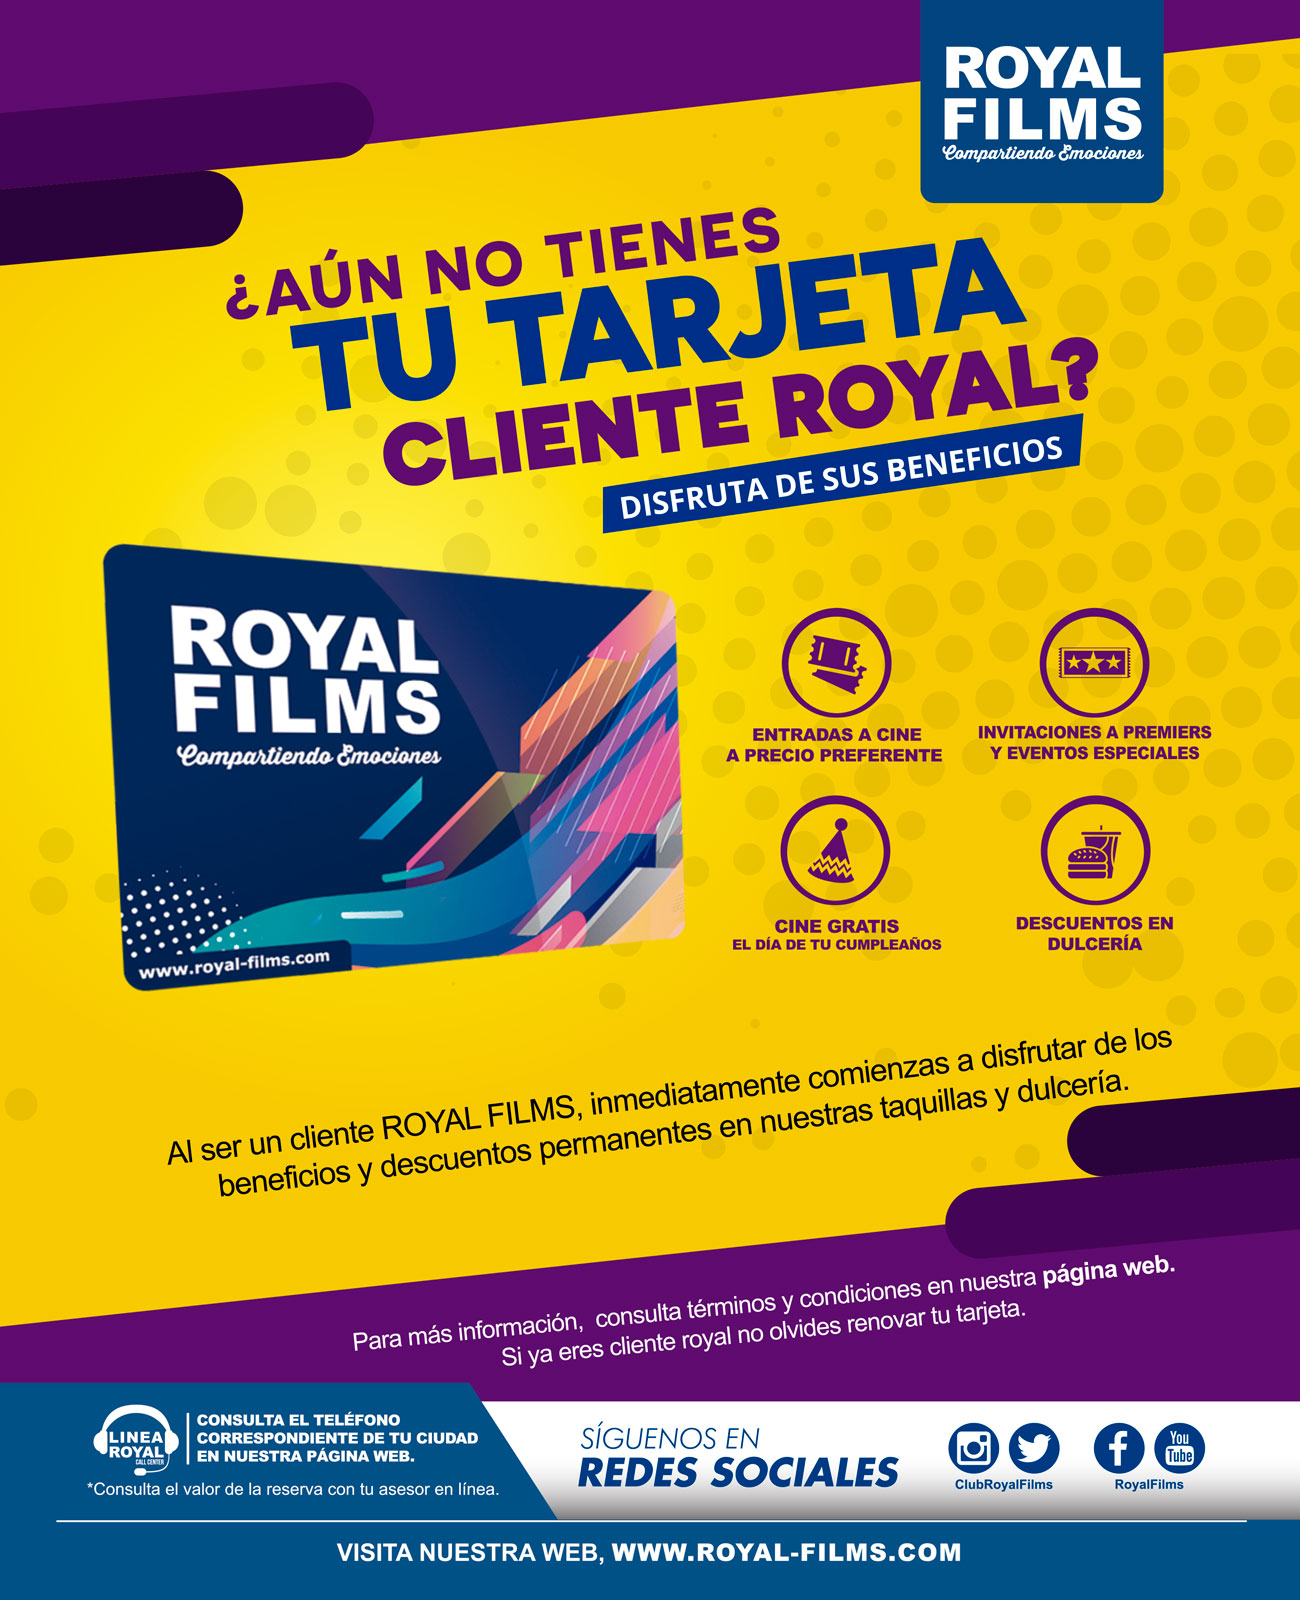 ROYAL
FILMS
Compartiendo Emociones
¿AÚN NO TIENES
TU TARJETA
CLIENTE ROYAL?
DISFRUTA DE SUS BENEFICIOS
ROYAL
FILMS
Compartiendo Emociones
www.royal-films.com
ENTRADAS A CINE
A PRECIO PREFERENTE
INVITACIONES A PREMIERS
Y EVENTOS ESPECIALES
CINE GRATIS
EL DÍA DE TU CUMPLEAÑOS
DESCUENTOS EN
DULCERÍA
Al ser un cliente ROYAL FILMS, inmediatamente comienzas a disfrutar de los
beneficios y descuentos permanentes en nuestras taquillas y dulcería.
Para más información, consulta términos y condiciones en nuestra página web.
Si ya eres cliente royal no olvides renovar tu tarjeta.
LINEA
ROYAL
CALL CENTER
CONSULTA EL TELÉFONO
CORRESPONDIENTE DE TU CIUDAD
EN NUESTRA PÁGINA WEB.
*Consulta el valor de la reserva con tu asesor en línea.
SÍGUENOS EN
REDES SOCIALES
ClubRoyalFilms
You
Tube
RoyalFilms
VISITA NUESTRA WEB, WWW.ROYAL-FILMS.COM